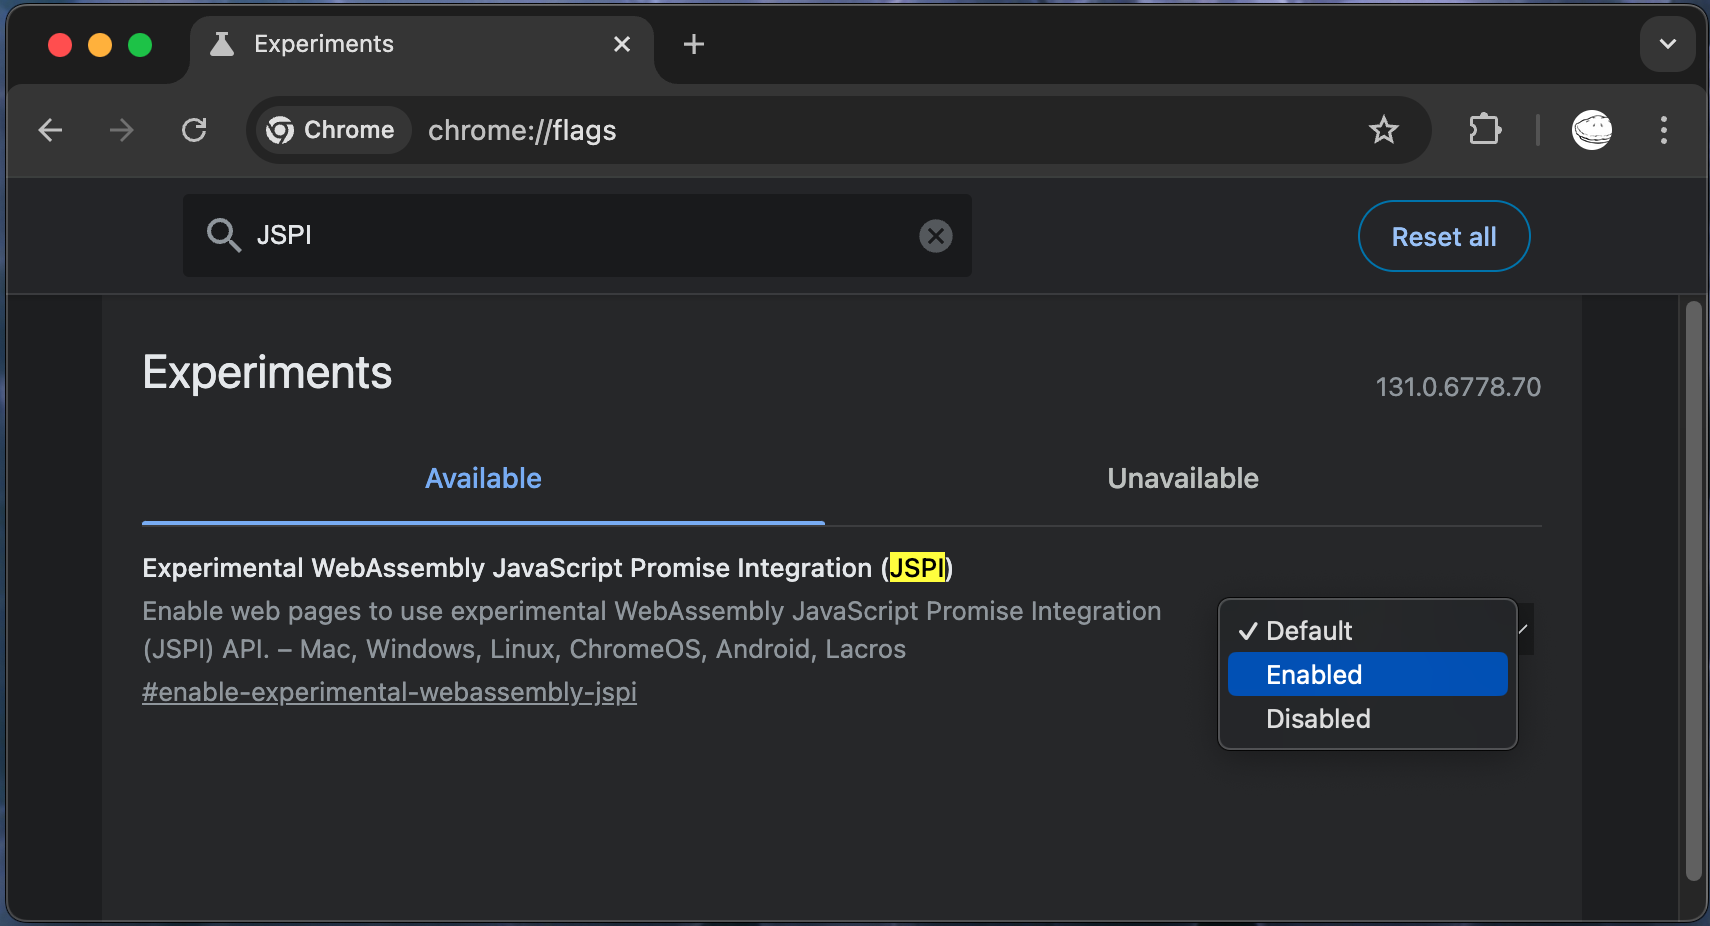 Experiments
Chrome chrome://flags
JSPI
Reset all
Experiments
131.0.6778.70
Available
Unavailable
Experimental WebAssembly JavaScript Promise Integration (JSPI)
Enable web pages to use experimental WebAssembly JavaScript Promise Integration
(JSPI) API. – Mac, Windows, Linux, ChromeOS, Android, Lacros
#enable-experimental-webassembly-jspi
Default
Enabled
Disabled